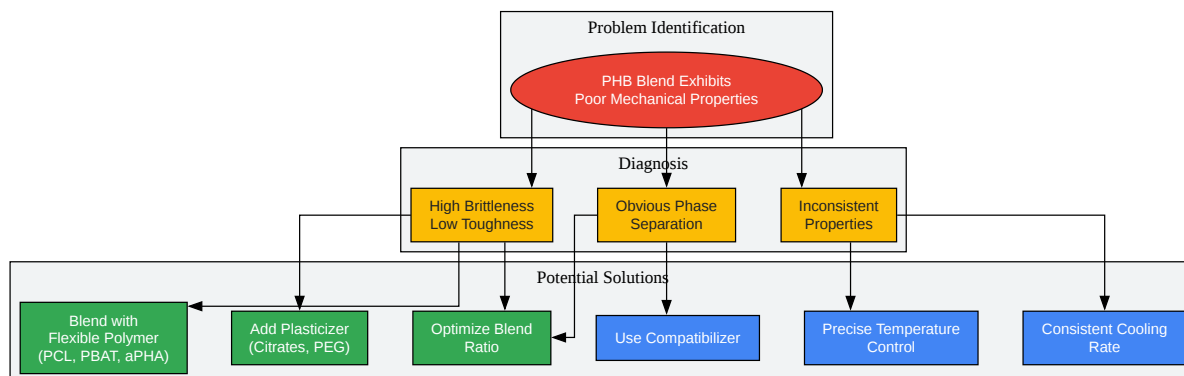 Problem Identification
PHB Blend Exhibits
Poor Mechanical Properties
Diagnosis
High Brittleness
Low Toughness
Obvious Phase
Separation
Inconsistent
Properties
Potential Solutions
Blend with
Flexible Polymer
(PCL, PBAT, aPHA)
Add Plasticizer
(Citrates, PEG)
Optimize Blend
Ratio
Use Compatibilizer
Precise Temperature
Control
Consistent Cooling
Rate